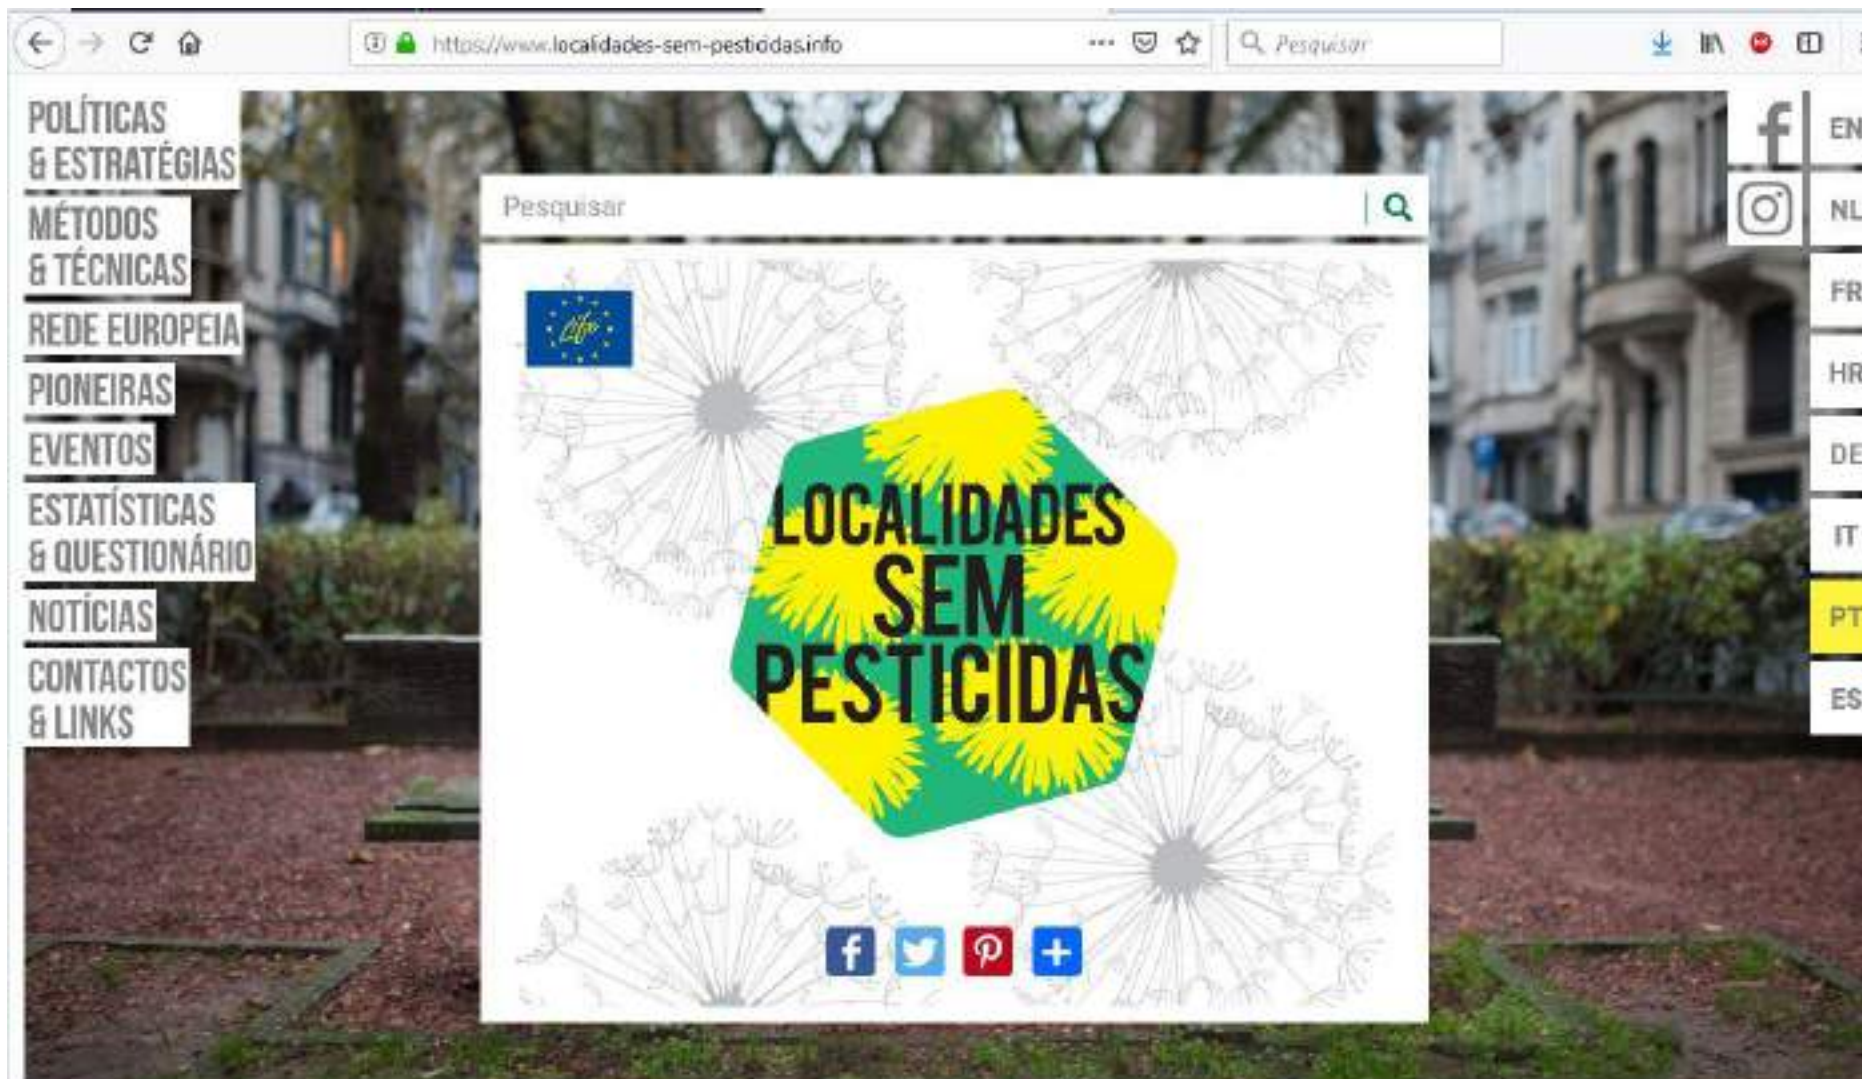 https://www.localidades-sem-pesticidas.info
Pesquisar
POLÍTICAS
& ESTRATÉGIAS
MÉTODOS
& TÉCNICAS
REDE EUROPEIA
PIONEIRAS
EVENTOS
ESTATÍSTICAS
& QUESTIONÁRIO
NOTÍCIAS
CONTACTOS
& LINKS
Pesquisar
Life
LOCALIDADES
SEM
PESTICIDAS
EN
NL
FR
HR
DE
IT
PT
ES